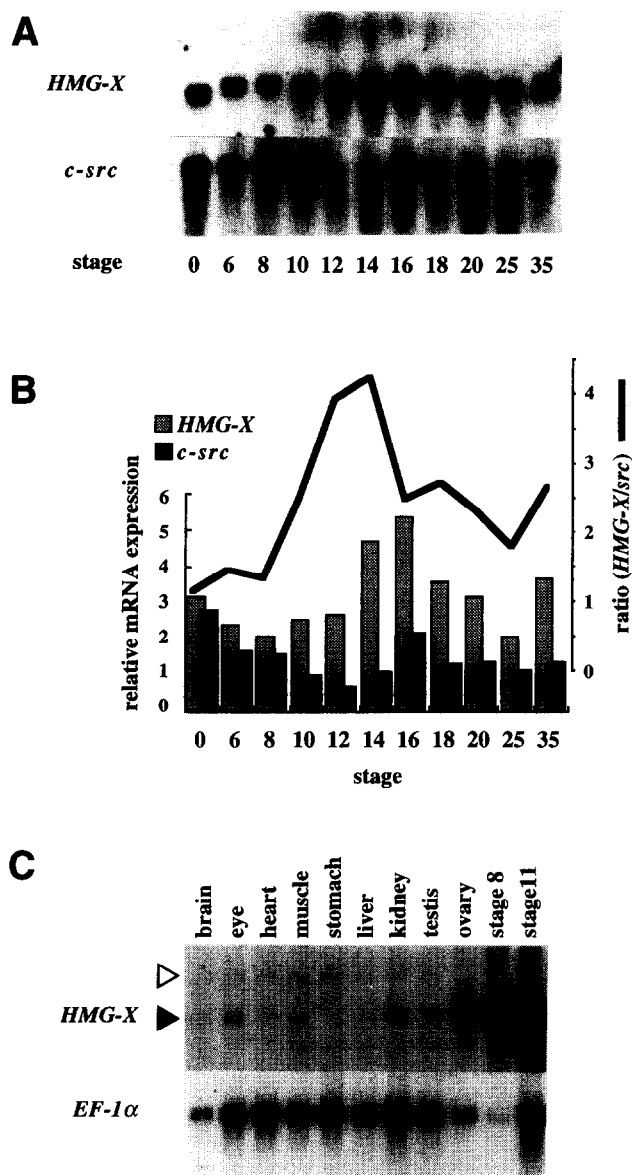 A
HMG-X
c-src
stage 0 6 8 10 12 14 16 18 20 25 35
B
HMG-X
c-src
relative mRNA expression
6
5
4
3
2
1
0
4
3
2
1
0
ratio (HMG-X/src)
0 6 8 10 12 14 16 18 20 25 35
stage
C
brain eye heart muscle stomach liver kidney testis ovary stage 8 stage11
HMG-X
EF-1α